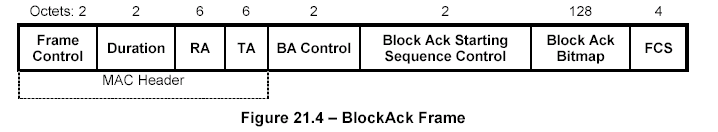 Octets: 2 2 6 6 2 2 128 4
Frame Control Duration RA TA BA Control Block Ack Starting Sequence Control Block Ack Bitmap FCS
MAC Header
Figure 21.4 – BlockAck Frame